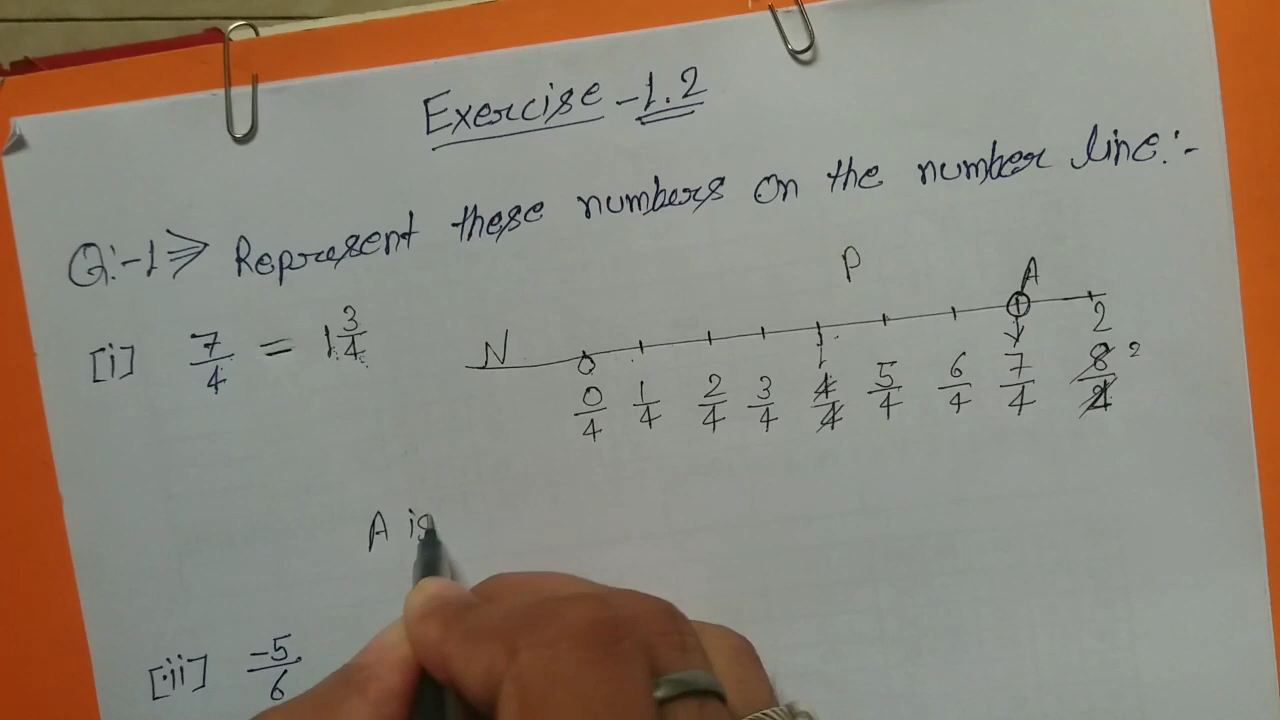 Exercise - 1.2
Q:-1⇒ Represent these numbers on the number line:-
P A
[i] 7/4 = 1 3/4 N 0 1 2
0/4 1/4 2/4 3/4 4/4 5/4 6/4 7/4 8/4 2
A is
[ii] -5/6